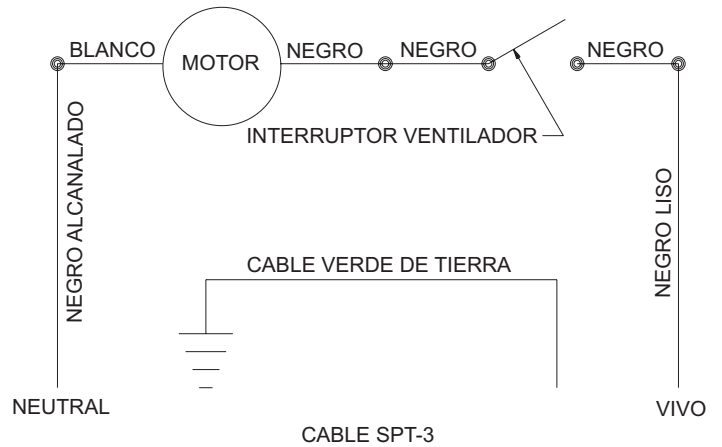 BLANCO
MOTOR
NEGRO
NEGRO
NEGRO
INTERRUPTOR VENTILADOR
NEGRO ALCANALADO
NEGRO LISO
CABLE VERDE DE TIERRA
NEUTRAL
VIVO
CABLE SPT-3